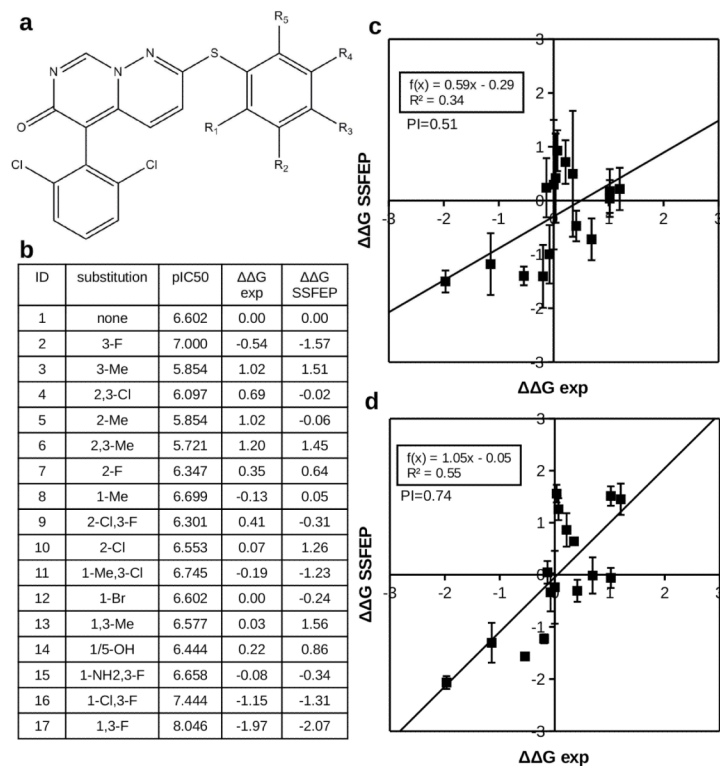 a
R5
N
N
N
S
R4
O
R1
R3
R2
Cl
Cl
b
ID substitution pIC50 ΔΔG exp ΔΔG SSFEP
1 none 6.602 0.00 0.00
2 3-F 7.000 -0.54 -1.57
3 3-Me 5.854 1.02 1.51
4 2,3-Cl 6.097 0.69 -0.02
5 2-Me 5.854 1.02 -0.06
6 2,3-Me 5.721 1.20 1.45
7 2-F 6.347 0.35 0.64
8 1-Me 6.699 -0.13 0.05
9 2-Cl,3-F 6.301 0.41 -0.31
10 2-Cl 6.553 0.07 1.26
11 1-Me,3-Cl 6.745 -0.19 -1.23
12 1-Br 6.602 0.00 -0.24
13 1,3-Me 6.577 0.03 1.56
14 1/5-OH 6.444 0.22 0.86
15 1-NH2,3-F 6.658 -0.08 -0.34
16 1-Cl,3-F 7.444 -1.15 -1.31
17 1,3-F 8.046 -1.97 -2.07
c
3
f(x) = 0.59x - 0.29
R² = 0.34
PI=0.51
2
1
0
-3 -2 -1 0 1 2 3
-1
-2
-3
ΔΔG SSFEP
ΔΔG exp
d
3
f(x) = 1.05x - 0.05
R² = 0.55
PI=0.74
2
1
0
-3 -2 -1 0 1 2 3
-1
-2
-3
ΔΔG SSFEP
ΔΔG exp